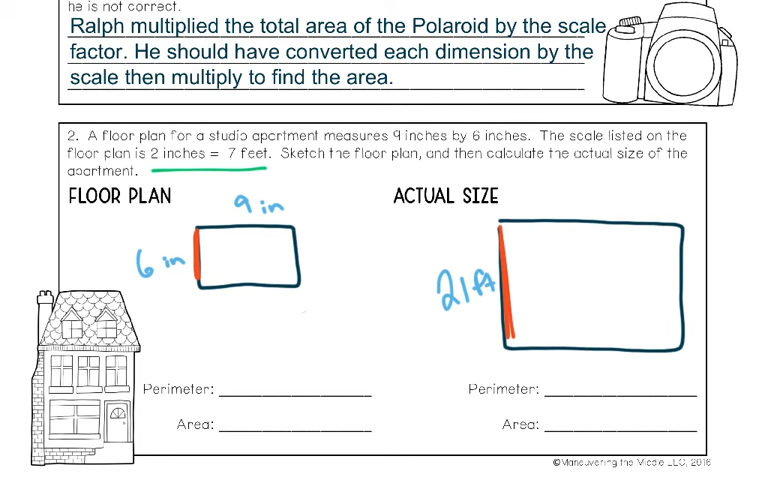 he is not correct.
Ralph multiplied the total area of the Polaroid by the scale
factor. He should have converted each dimension by the
scale then multiply to find the area.
2. A floor plan for a studio apartment measures 9 inches by 6 inches. The scale listed on the
floor plan is 2 inches = 7 feet. Sketch the floor plan, and then calculate the actual size of the
apartment.
FLOOR PLAN
ACTUAL SIZE
9 in
6 in
21 ft
Perimeter:
Perimeter:
Area:
Area:
©Maneuvering the Middle LLC, 2016